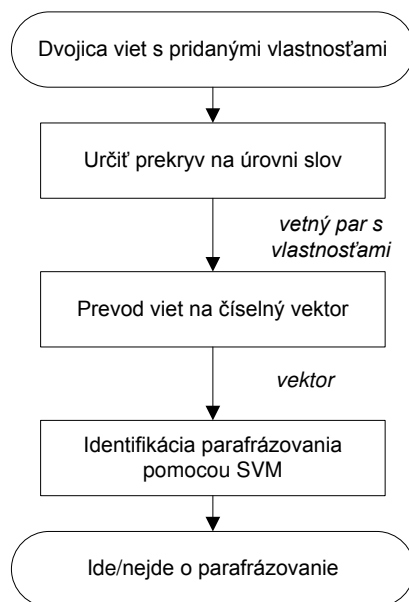 Dvojica viet s pridanými vlastnosťami
Určiť prekryv na úrovni slov
vetný par s
vlastnosťami
Prevod viet na číselný vektor
vektor
Identifikácia parafrázovania
pomocou SVM
Ide/nejde o parafrázovanie